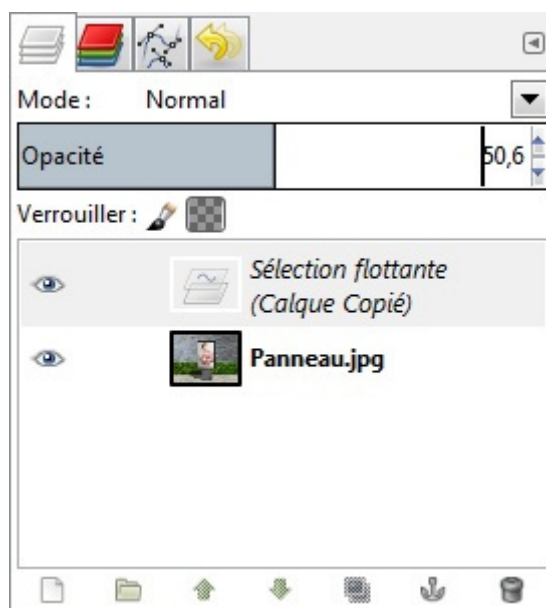 Mode : Normal
Opacité 50,6
Verrouiller :
Sélection flottante
(Calque Copié)
Panneau.jpg